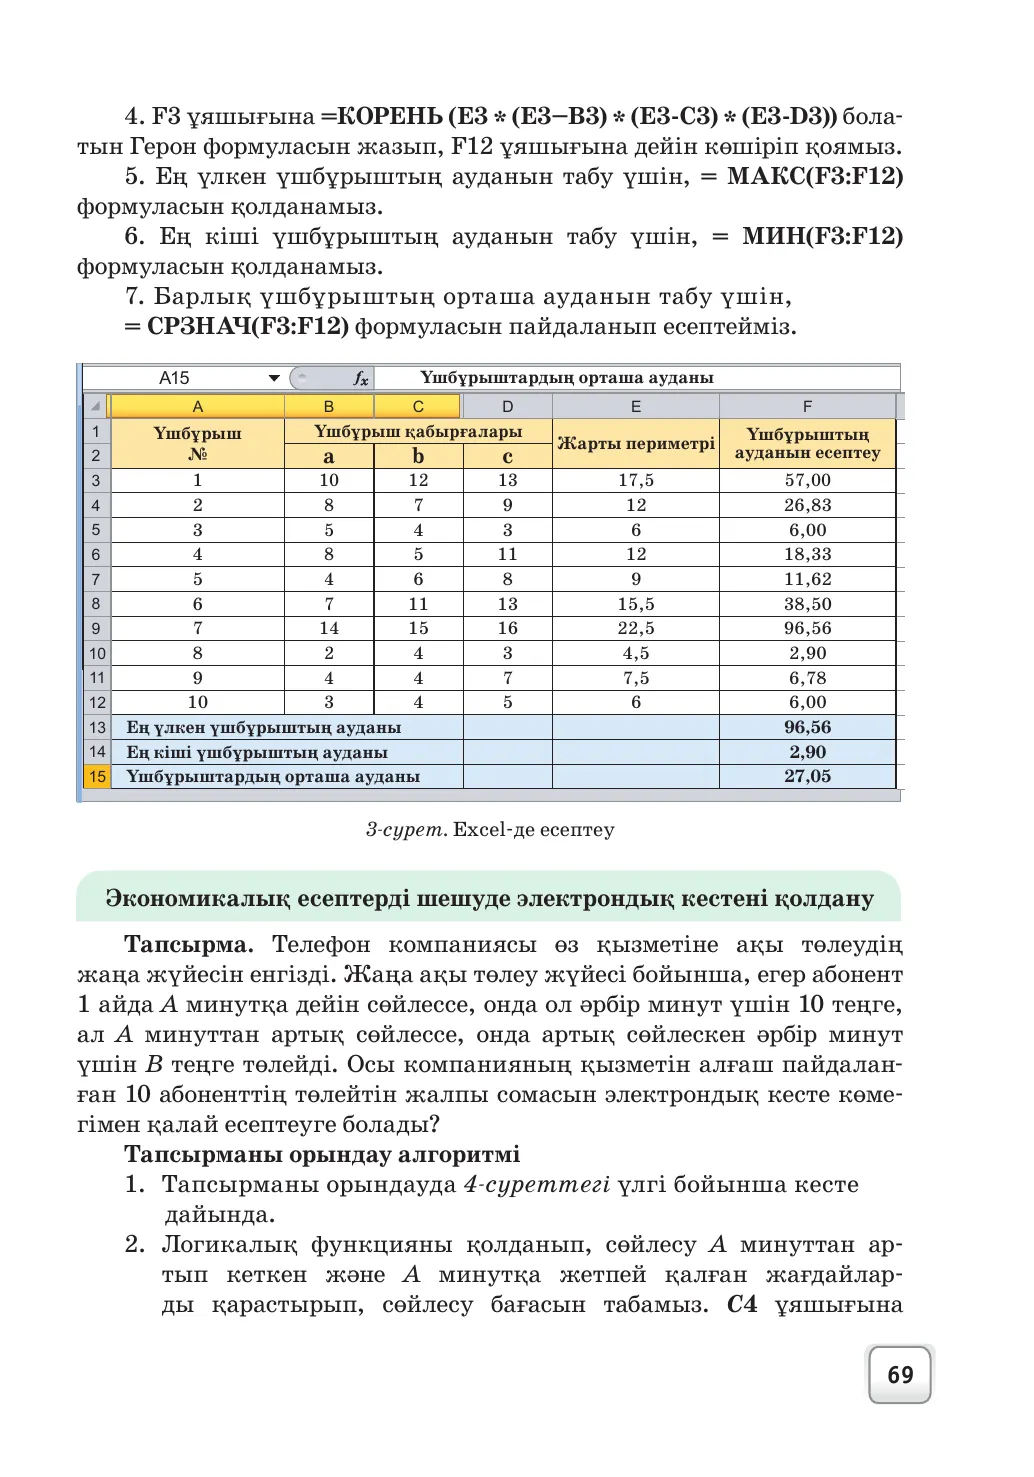 4. F3 ұяшығына =КОРЕНЬ (E3 * (E3–B3) * (E3-C3) * (E3-D3)) бола-
тын Герон формуласын жазып, F12 ұяшығына дейін көшіріп қоямыз.
5. Ең үлкен үшбұрыштың ауданын табу үшін, = МАКС(F3:F12)
формуласын қолданамыз.
6. Ең кіші үшбұрыштың ауданын табу үшін, = МИН(F3:F12)
формуласын қолданамыз.
7. Барлық үшбұрыштың орташа ауданын табу үшін,
= СРЗНАЧ(F3:F12) формуласын пайдаланып есептейміз.
A15 fx Үшбұрыштардың орташа ауданы
A B C D E F
1 Үшбұрыш № Үшбұрыш қабырғалары Жарты периметрі Үшбұрыштың ауданын есептеу
2 a b c
3 1 10 12 13 17,5 57,00
4 2 8 7 9 12 26,83
5 3 5 4 3 6 6,00
6 4 8 5 11 12 18,33
7 5 4 6 8 9 11,62
8 6 7 11 13 15,5 38,50
9 7 14 15 16 22,5 96,56
10 8 2 4 3 4,5 2,90
11 9 4 4 7 7,5 6,78
12 10 3 4 5 6 6,00
13 Ең үлкен үшбұрыштың ауданы 96,56
14 Ең кіші үшбұрыштың ауданы 2,90
15 Үшбұрыштардың орташа ауданы 27,05
3-сурет. Excel-де есептеу
Экономикалық есептерді шешуде электрондық кестені қолдану
Тапсырма. Телефон компаниясы өз қызметіне ақы төлеудің
жаңа жүйесін енгізді. Жаңа ақы төлеу жүйесі бойынша, егер абонент
1 айда А минутқа дейін сөйлессе, онда ол әрбір минут үшін 10 теңге,
ал А минуттан артық сөйлессе, онда артық сөйлескен әрбір минут
үшін В теңге төлейді. Осы компанияның қызметін алғаш пайдалан-
ған 10 абоненттің төлейтін жалпы сомасын электрондық кесте көме-
гімен қалай есептеуге болады?
Тапсырманы орындау алгоритмі
1. Тапсырманы орындауда 4-суреттегі үлгі бойынша кесте
дайында.
2. Логикалық функцияны қолданып, сөйлесу А минуттан ар-
тып кеткен және А минутқа жетпей қалған жағдайлар-
ды қарастырып, сөйлесу бағасын табамыз. C4 ұяшығына
69